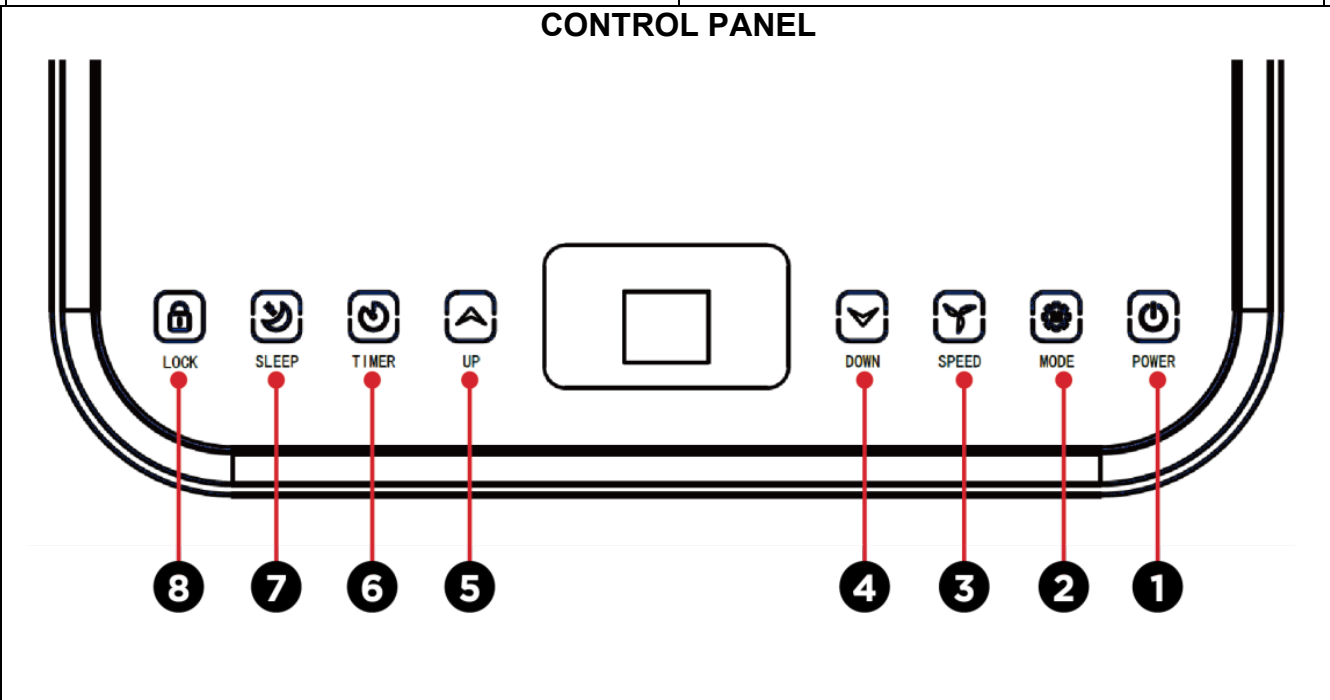 CONTROL PANEL
LOCK SLEEP TIMER UP DOWN SPEED MODE POWER
8 7 6 5 4 3 2 1